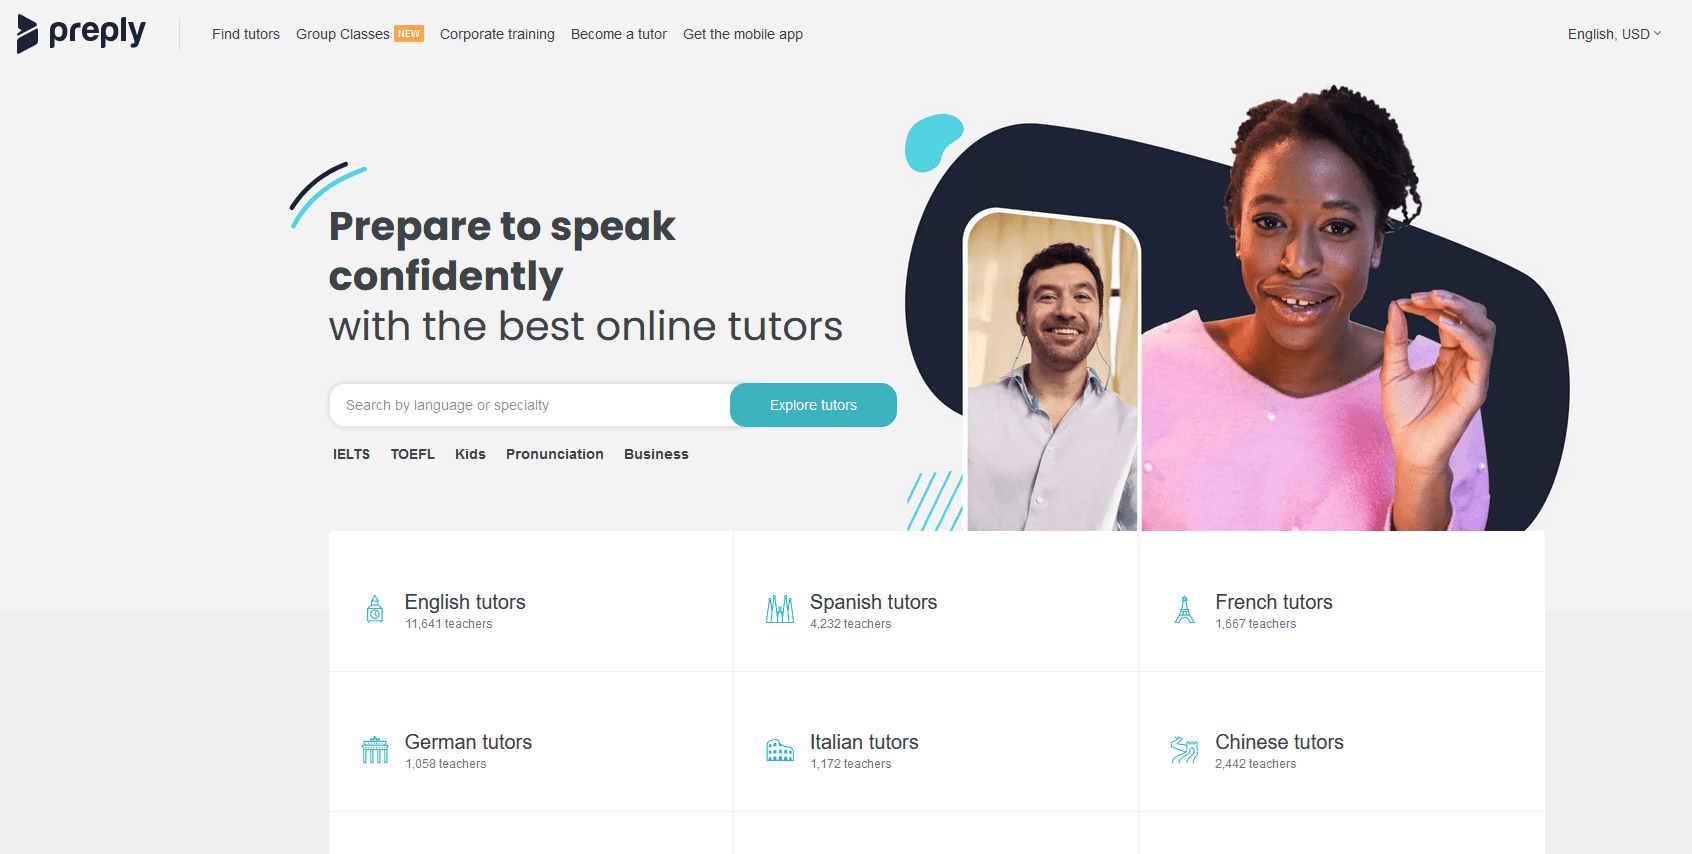 preply
Find tutors
Group Classes NEW
Corporate training
Become a tutor
Get the mobile app
English, USD
Prepare to speak
confidently
with the best online tutors
Search by language or specialty
Explore tutors
IELTS
TOEFL
Kids
Pronunciation
Business
English tutors
11,641 teachers
Spanish tutors
4,232 teachers
French tutors
1,667 teachers
German tutors
1,058 teachers
Italian tutors
1,172 teachers
Chinese tutors
2,442 teachers